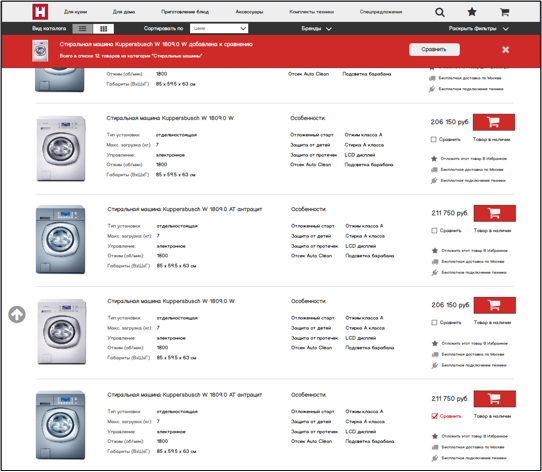 H
Для кухни Для дома Приготовление блюд Аксессуары Комплекты техники Спецпредложения
Вид каталога Сортировать по цене Бренды Раскрыть фильтры
Стиральная машина Kuppersbusch W 1809.0 W добавлена к сравнению
Всего в списке 12 товаров из категории "Стиральные машины"
Сравнить
Отжим (об/мин): 1800 Отсек Auto Clean Подсветка барабана
Габариты (ВхШхГ) 85 х 59.5 х 63 см
Бесплатная доставка по Москве
Бесплатное подключение техники
Стиральная машина Kuppersbusch W 1809.0 W
Особенности:
Тип установки: отдельностоящая
Макс. загрузка (кг): 7
Управление: электронное
Отжим (об/мин): 1800
Габариты (ВхШхГ) 85 х 59.5 х 63 см
Отложенный старт Отжим класса А
Защита от детей Стирка А класса
Защита от протечек LCD дисплей
Отсек Auto Clean Подсветка барабана
206 150 руб.
Сравнить Товар в наличии
Отложить этот товар В Избранное
Бесплатная доставка по Москве
Бесплатное подключение техники
Стиральная машина Kuppersbusch W 1809.0 AT антрацит
Особенности:
Тип установки: отдельностоящая
Макс. загрузка (кг): 7
Управление: электронное
Отжим (об/мин): 1800
Габариты (ВхШхГ) 85 х 59.5 х 63 см
Отложенный старт Отжим класса А
Защита от детей Стирка А класса
Защита от протечек LCD дисплей
Отсек Auto Clean Подсветка барабана
211 750 руб.
Сравнить Товар в наличии
Отложить этот товар В Избранное
Бесплатная доставка по Москве
Бесплатное подключение техники
Стиральная машина Kuppersbusch W 1809.0 W
Особенности:
Тип установки: отдельностоящая
Макс. загрузка (кг): 7
Управление: электронное
Отжим (об/мин): 1800
Габариты (ВхШхГ) 85 х 59.5 х 63 см
Отложенный старт Отжим класса А
Защита от детей Стирка А класса
Защита от протечек LCD дисплей
Отсек Auto Clean Подсветка барабана
206 150 руб.
Сравнить Товар в наличии
Отложить этот товар В Избранное
Бесплатная доставка по Москве
Бесплатное подключение техники
Стиральная машина Kuppersbusch W 1809.0 AT антрацит
Особенности:
Тип установки: отдельностоящая
Макс. загрузка (кг): 7
Управление: электронное
Отжим (об/мин): 1800
Габариты (ВхШхГ) 85 х 59.5 х 63 см
Отложенный старт Отжим класса А
Защита от детей Стирка А класса
Защита от протечек LCD дисплей
Отсек Auto Clean Подсветка барабана
211 750 руб.
Сравнить Товар в наличии
Отложить этот товар В Избранное
Бесплатная доставка по Москве
Бесплатное подключение техники